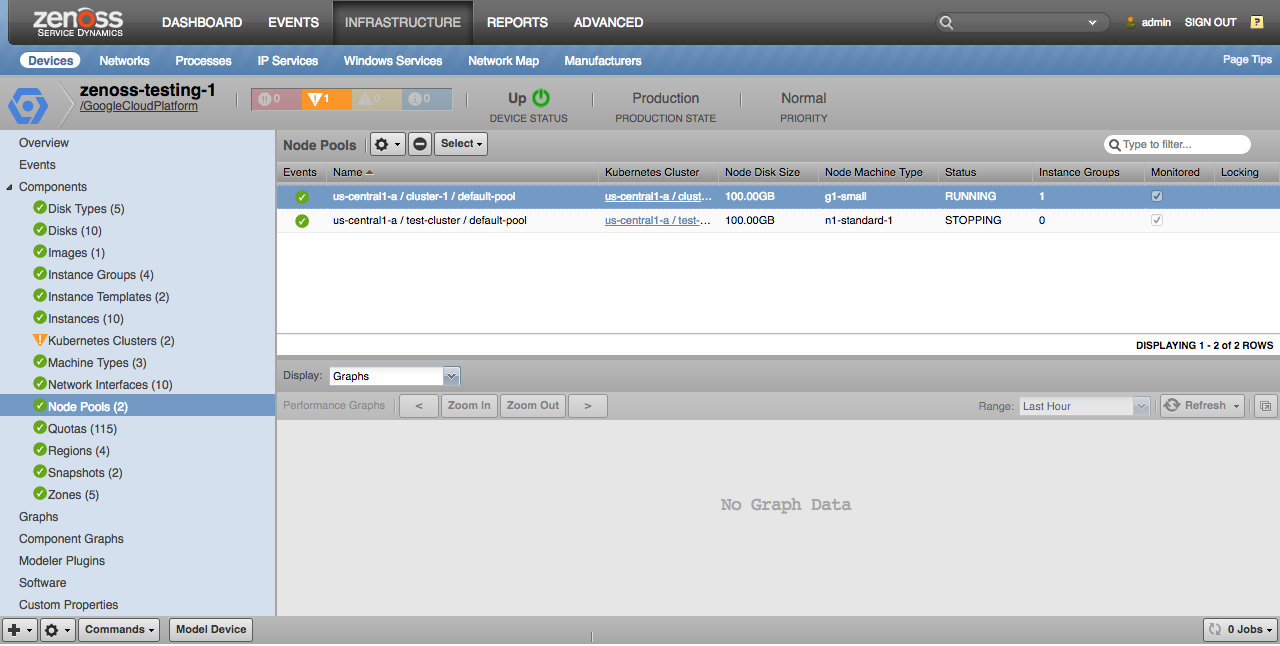 zenoss
SERVICE DYNAMICS
DASHBOARD EVENTS INFRASTRUCTURE REPORTS ADVANCED
admin SIGN OUT ?
Devices Networks Processes IP Services Windows Services Network Map Manufacturers Page Tips
zenoss-testing-1
/GoogleCloudPlatform
0 1 0 0
Up
DEVICE STATUS
Production
PRODUCTION STATE
Normal
PRIORITY
Overview
Events
Components
Disk Types (5)
Disks (10)
Images (1)
Instance Groups (4)
Instance Templates (2)
Instances (10)
Kubernetes Clusters (2)
Machine Types (3)
Network Interfaces (10)
Node Pools (2)
Quotas (115)
Regions (4)
Snapshots (2)
Zones (5)
Graphs
Component Graphs
Modeler Plugins
Software
Custom Properties
Node Pools Select Type to filter...
Events Name Kubernetes Cluster Node Disk Size Node Machine Type Status Instance Groups Monitored Locking
us-central1-a / cluster-1 / default-pool us-central1-a / clust... 100.00GB g1-small RUNNING 1
us-central1-a / test-cluster / default-pool us-central1-a / test-... 100.00GB n1-standard-1 STOPPING 0
DISPLAYING 1 - 2 of 2 ROWS
Display: Graphs
Performance Graphs < Zoom In Zoom Out > Range: Last Hour Refresh
No Graph Data
Commands Model Device 0 Jobs